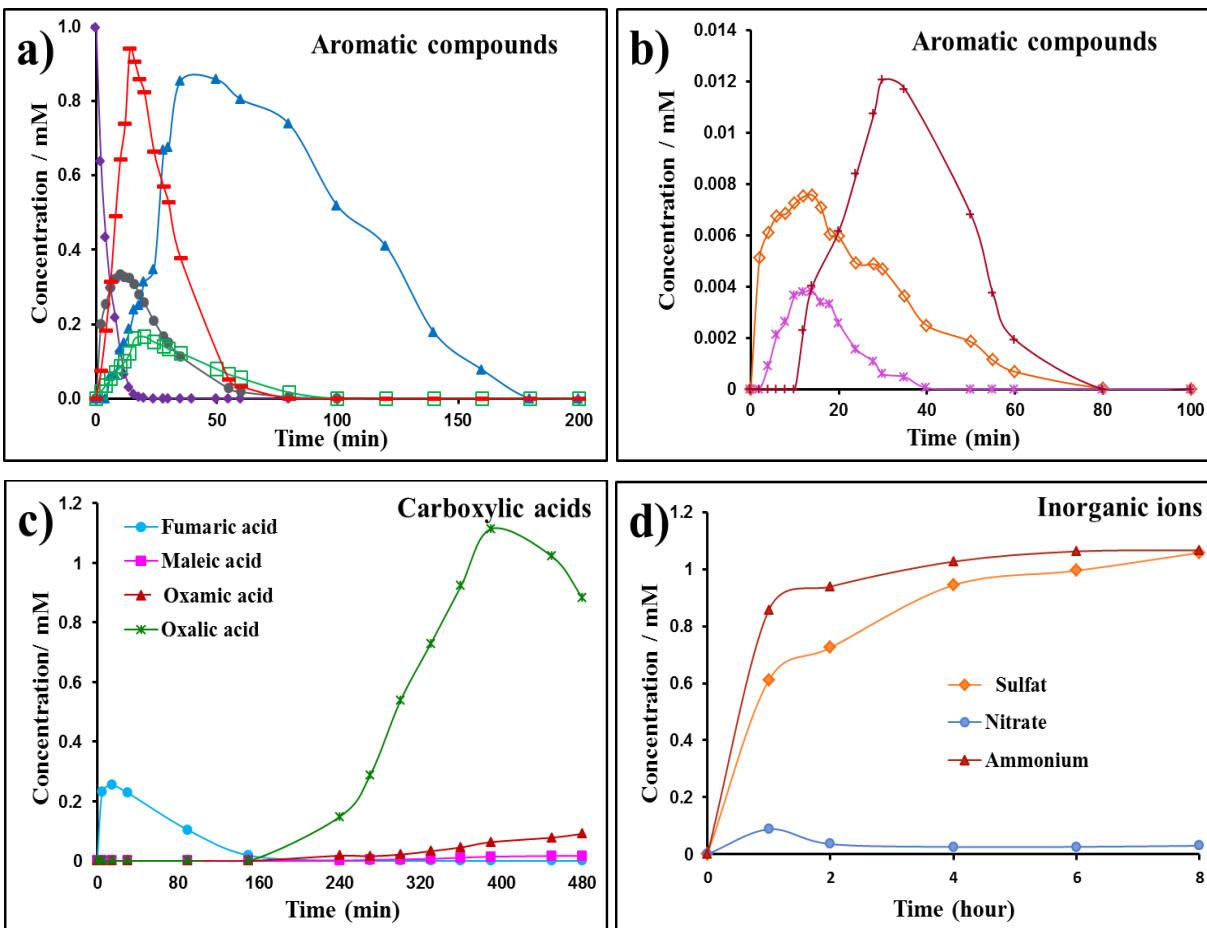 a)
Aromatic compounds
Concentration / mM
1.0
0.8
0.6
0.4
0.2
0.0
0
50
100
150
200
Time (min)
b)
Aromatic compounds
Concentration / mM
0.014
0.012
0.01
0.008
0.006
0.004
0.002
0
0
20
40
60
80
100
Time (min)
c)
Carboxylic acids
Fumaric acid
Maleic acid
Oxamic acid
Oxalic acid
Concentration/ mM
1.2
1
0.8
0.6
0.4
0.2
0
0
80
160
240
320
400
480
Time (min)
d)
Inorganic ions
Concentration / mM
1.2
1
0.8
0.6
0.4
0.2
0
Sulfat
Nitrate
Ammonium
0
2
4
6
8
Time (hour)